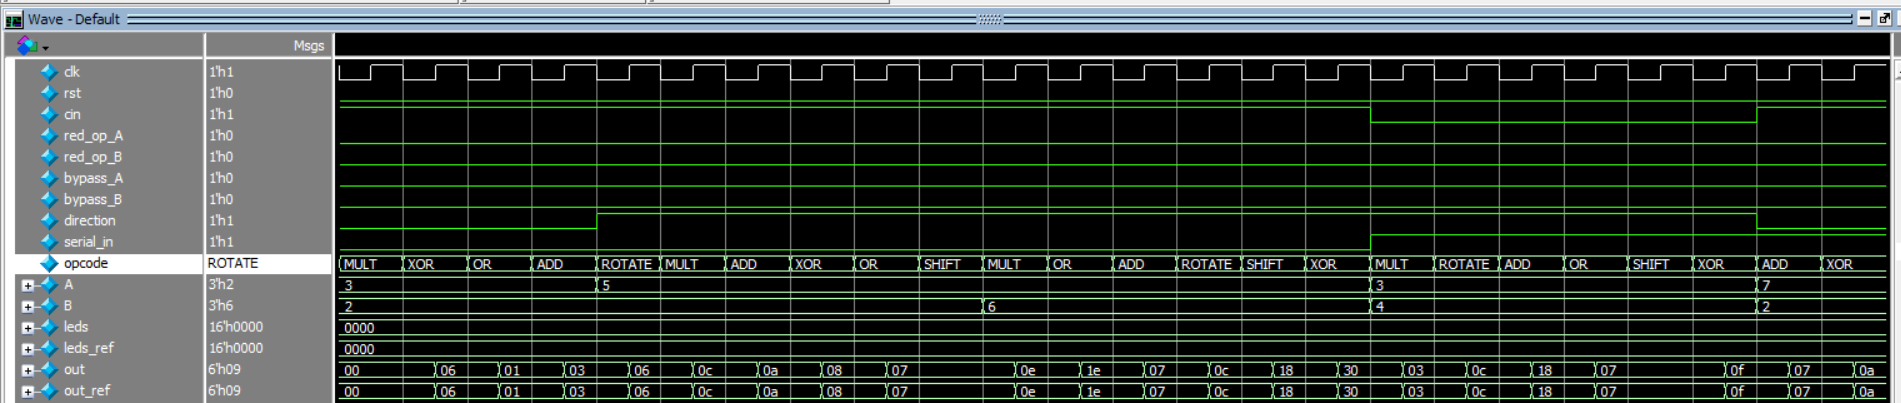 Wave - Default
Msgs
clk 1'h1
rst 1'h0
cin 1'h1
red_op_A 1'h0
red_op_B 1'h0
bypass_A 1'h0
bypass_B 1'h0
direction 1'h1
serial_in 1'h1
opcode ROTATE MULT XOR OR ADD ROTATE MULT ADD XOR OR SHIFT MULT OR ADD ROTATE SHIFT XOR MULT ROTATE ADD OR SHIFT XOR ADD XOR
A 3'h2 3 5 3 7
B 3'h6 2 6 4 2
leds 16'h0000 0000
leds_ref 16'h0000 0000
out 6'h09 00 06 01 03 06 0c 0a 08 07 0e 1e 07 0c 18 30 03 0c 18 07 0f 07 0a
out_ref 6'h09 00 06 01 03 06 0c 0a 08 07 0e 1e 07 0c 18 30 03 0c 18 07 0f 07 0a